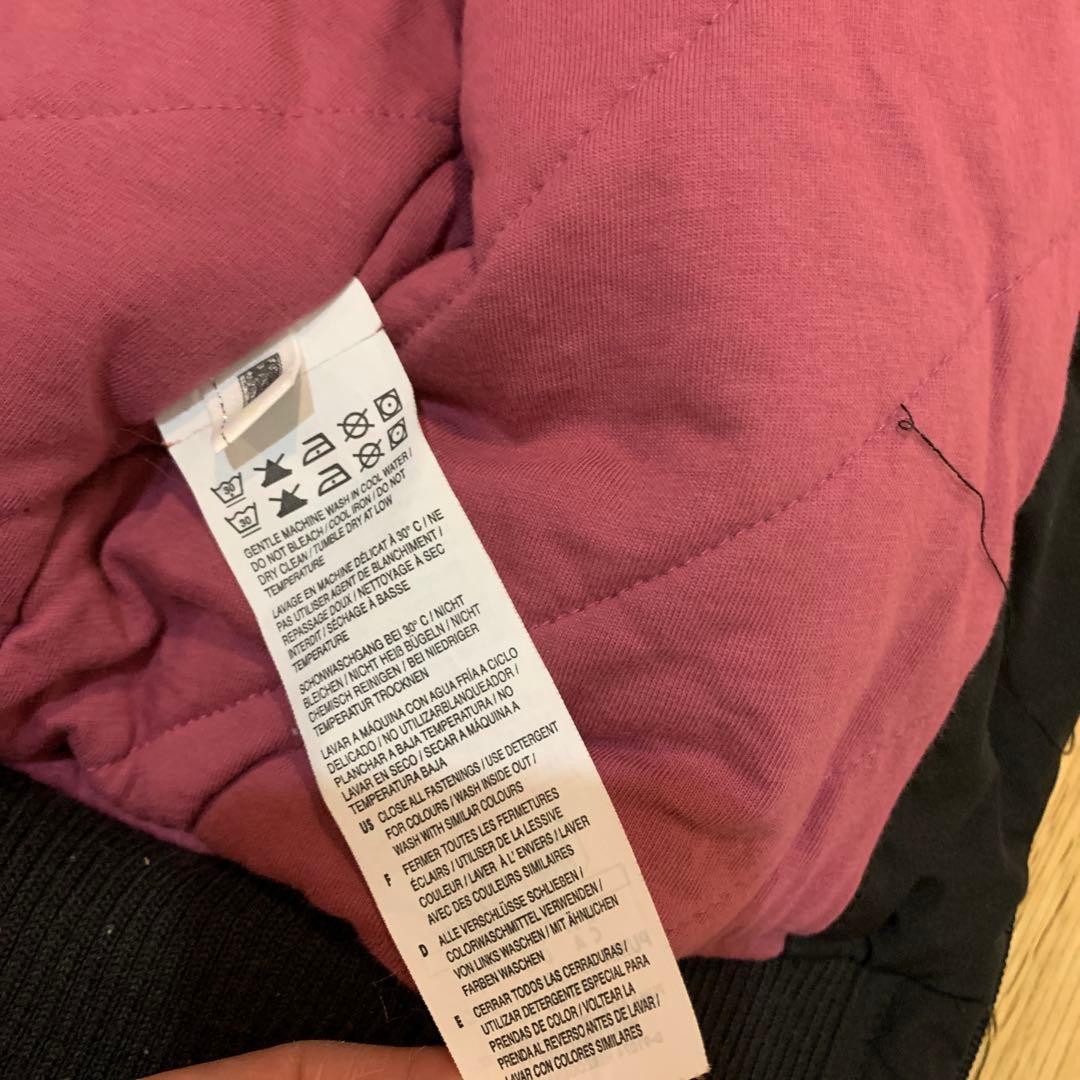 30
30
GENTLE MACHINE WASH IN COOL WATER /
DO NOT BLEACH / COOL IRON / DO NOT
DRY CLEAN / TUMBLE DRY AT LOW
TEMPERATURE
LAVAGE EN MACHINE DÉLICAT À 30° C / NE
PAS UTILISER AGENT DE BLANCHIMENT /
REPASSAGE DOUX / NETTOYAGE À SEC
INTERDIT / SÉCHAGE À BASSE
TEMPÉRATURE
SCHONWASCHGANG BEI 30° C / NICHT
BLEICHEN / NICHT HEIß BÜGELN / NICHT
CHEMISCH REINIGEN / BEI NIEDRIGER
TEMPERATUR TROCKNEN
LAVAR A MÁQUINA CON AGUA FRÍA A CICLO
DELICADO / NO UTILIZARBLANQUEADOR /
PLANCHAR A BAJA TEMPERATURA / NO
LAVAR EN SECO / SECAR A MÁQUINA A
TEMPERATURA BAJA
US CLOSE ALL FASTENINGS / USE DETERGENT
FOR COLOURS / WASH INSIDE OUT /
WASH WITH SIMILAR COLOURS
F FERMER TOUTES LES FERMETURES
ÉCLAIRS / UTILISER DE LA LESSIVE
COULEUR / LAVER À L' ENVERS / LAVER
AVEC DES COULEURS SIMILAIRES
D ALLE VERSCHLÜSSE SCHLIEßEN /
COLORWASCHMITTEL VERWENDEN /
VON LINKS WASCHEN / MIT ÄHNLICHEN
FARBEN WASCHEN
E CERRAR TODOS LAS CERRADURAS /
UTILIZAR DETERGENTE ESPECIAL PARA
PRENDAS DE COLOR / VOLTEAR LA
PRENDA AL REVERSO ANTES DE LAVAR /
LAVAR CON COLORES SIMILARES